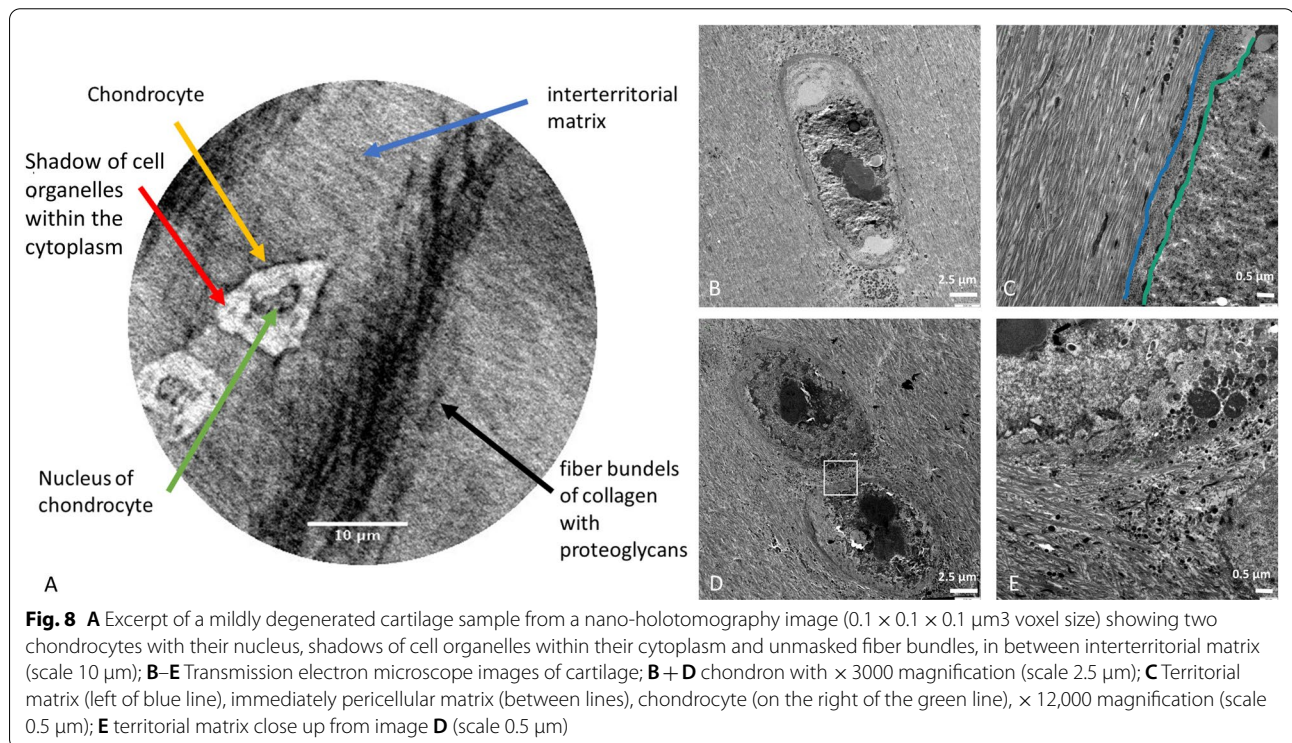 Chondrocyte
interterritorial
matrix
Shadow of cell
organelles
within the
cytoplasm
Nucleus of
chondrocyte
fiber bundels
of collagen
with
proteoglycans
10 µm
A
B
2.5 µm
C
0.5 µm
D
2.5 µm
E
0.5 µm
Fig. 8 A Excerpt of a mildly degenerated cartilage sample from a nano-holotomography image (0.1 × 0.1 × 0.1 µm3 voxel size) showing two
chondrocytes with their nucleus, shadows of cell organelles within their cytoplasm and unmasked fiber bundles, in between interterritorial matrix
(scale 10 µm); B–E Transmission electron microscope images of cartilage; B + D chondron with × 3000 magnification (scale 2.5 µm); C Territorial
matrix (left of blue line), immediately pericellular matrix (between lines), chondrocyte (on the right of the green line), × 12,000 magnification (scale
0.5 µm); E territorial matrix close up from image D (scale 0.5 µm)